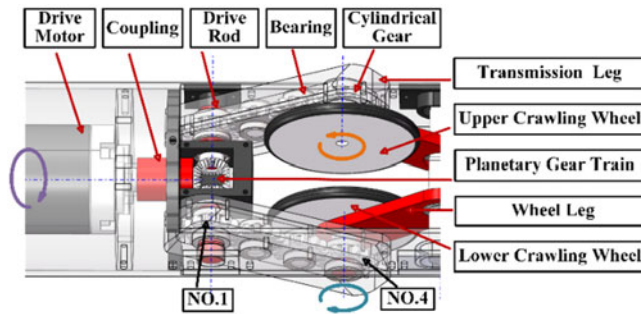 Drive
Motor
Coupling
Drive
Rod
Bearing
Cylindrical
Gear
Transmission Leg
Upper Crawling Wheel
Planetary Gear Train
Wheel Leg
Lower Crawling Wheel
NO.1
NO.4